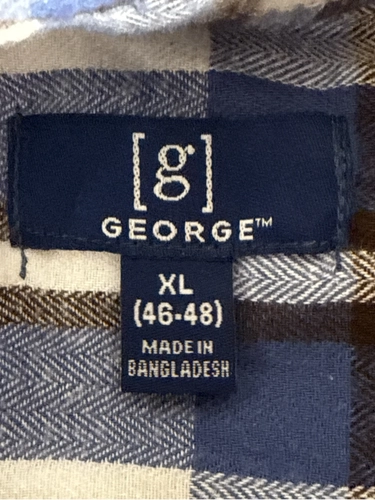 [g]
GEORGE™
XL
(46-48)
MADE IN
BANGLADESH